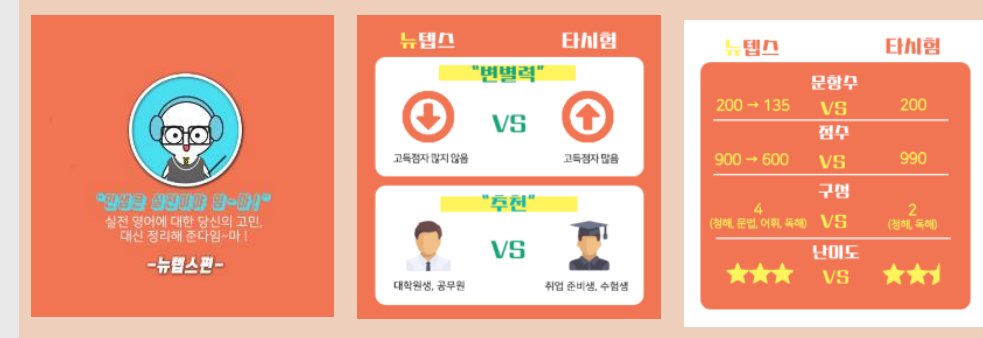 "인생은 실전이야 임~마!"
실전 영어에 대한 당신의 고민,
대신 정리해 준다임~마 !
-뉴텝스편-
뉴텝스 타시험
"변별력"
VS
고득점자 많지 않음 고득점자 많음
"추천"
VS
대학원생, 공무원 취업 준비생, 수험생
뉴텝스 타시험
문항수
200 → 135 VS 200
점수
900 → 600 VS 990
구성
4 VS 2
(청해, 문법, 어휘, 독해) (청해, 독해)
난이도
VS